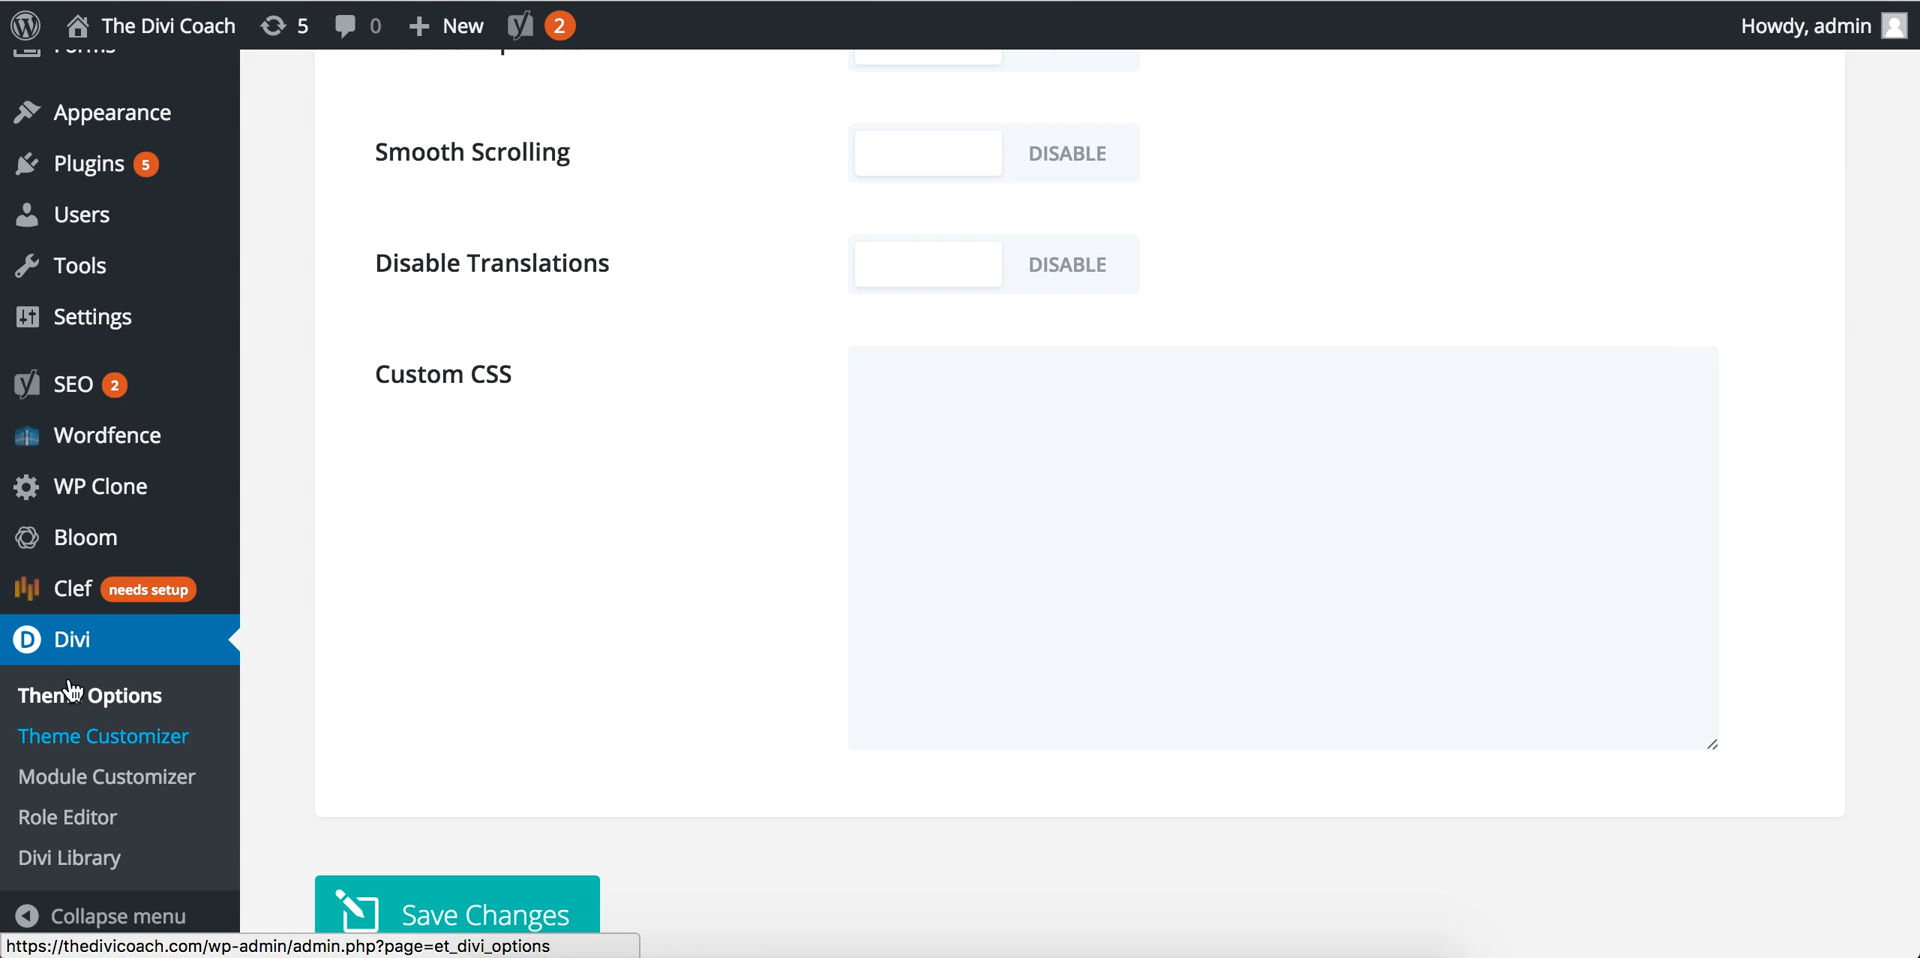 The Divi Coach 5 0 New 2 Howdy, admin
Appearance
Plugins 5
Users
Tools
Settings
SEO 2
Wordfence
WP Clone
Bloom
Clef needs setup
Divi
Theme Options
Theme Customizer
Module Customizer
Role Editor
Divi Library
Collapse menu
Smooth Scrolling DISABLE
Disable Translations DISABLE
Custom CSS
Save Changes
https://thedivicoach.com/wp-admin/admin.php?page=et_divi_options